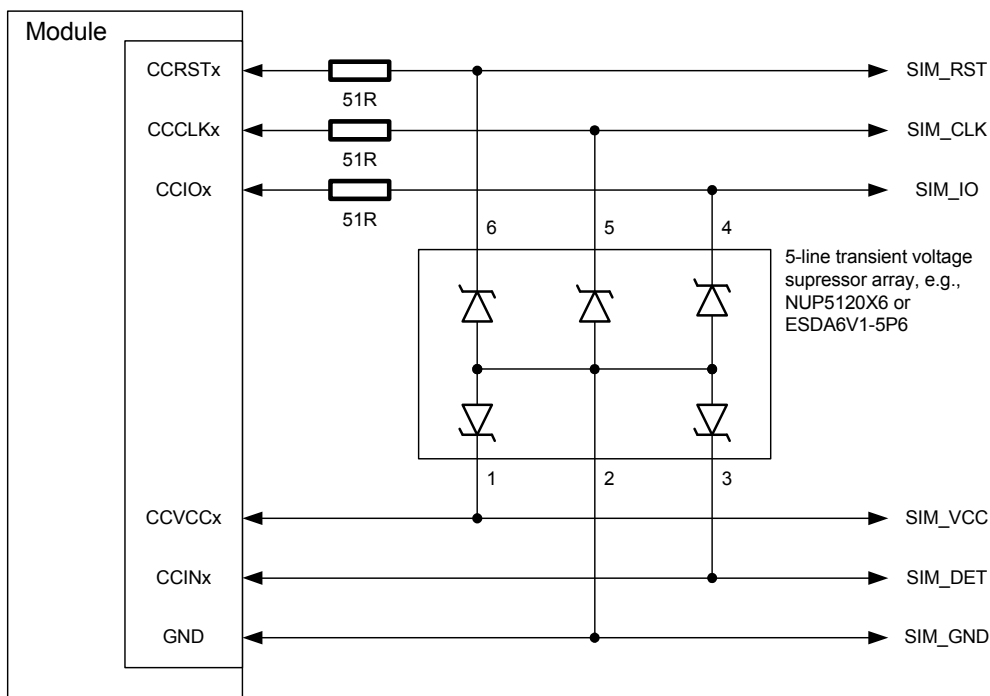 Module
CCRSTx
51R
SIM_RST
CCCLKx
51R
SIM_CLK
CCIOx
51R
SIM_IO
6
5
4
5-line transient voltage
supressor array, e.g.,
NUP5120X6 or
ESDA6V1-5P6
1
2
3
CCVCCx
SIM_VCC
CCINx
SIM_DET
GND
SIM_GND